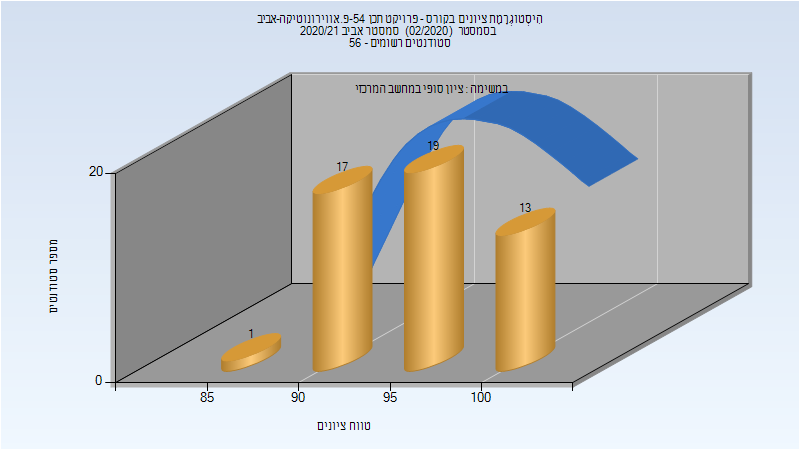 היסטוגרמת ציונים בקורס - פרויקט תכן 9-54.אווירונוטיקה-אביב
בסמסטר (02/2020) סמסטר אביב 2020/21
סטודנטים רשומים - 56
במשימה : ציון סופי במחשב המרכזי
19
17
13
1
20
0
מספר סטודנטים
85 90 95 100
טווח ציונים